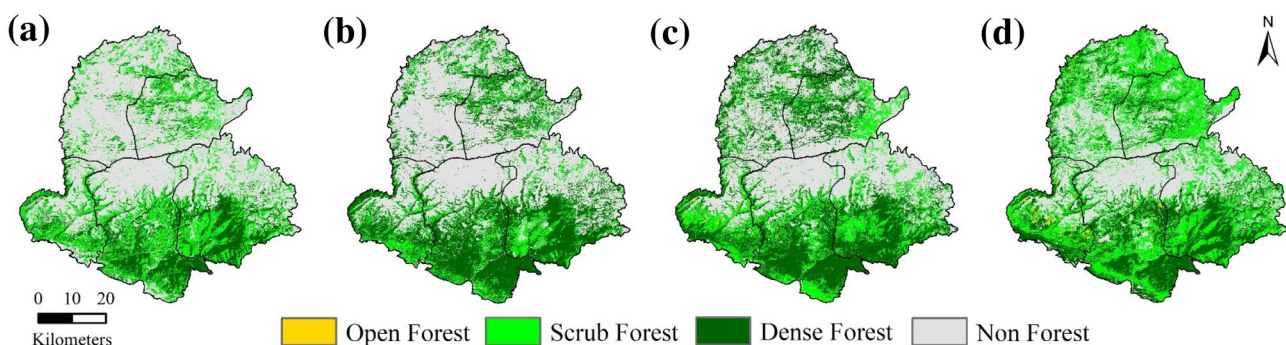 (a)
(b)
(c)
(d)
N
0 10 20
Kilometers
Open Forest
Scrub Forest
Dense Forest
Non Forest